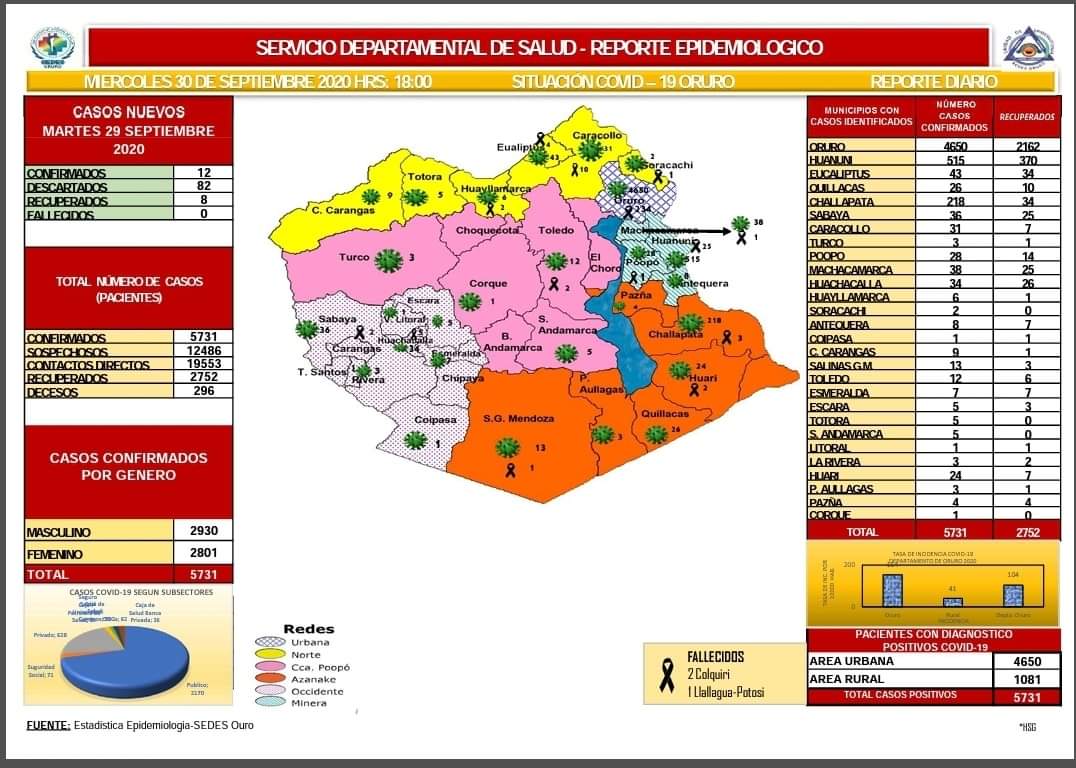 SERVICIO DEPARTAMENTAL DE SALUD - REPORTE EPIDEMIOLOGICO
MIERCOLES 30 DE SEPTIEMBRE 2020 HRS: 18:00 SITUACIÓN COVID – 19 ORURO REPORTE DIARIO
CASOS NUEVOS
MARTES 29 SEPTIEMBRE
2020
CONFIRMADOS 12
DESCARTADOS 82
RECUPERADOS 8
FALLECIDOS 0
TOTAL NÚMERO DE CASOS
(PACIENTES)
CONFIRMADOS 5731
SOSPECHOSOS 12486
CONTACTOS DIRECTOS 19553
RECUPERADOS 2752
DECESOS 296
CASOS CONFIRMADOS
POR GENERO
MASCULINO 2930
FEMENINO 2801
TOTAL 5731
CASOS COVID-19 SEGUN SUBSECTORES
Caja de
Salud Banca
Privada; 36
Privado; 638
Suguridad
Social; 71
Publico;
2170
Caracollo
31
Eualiptus
43
18
Soracachi
2
1
Totora
5
Huayllamarca
6
2
C. Carangas
9
4650
Oruro
234
Choquecota
Toledo
12
2
Machacamarca
38
1
Huanuni
25
515
Poopo
28
1
Antequera
8
El
Choro
Turco
3
Corque
1
Pazña
4
Escara
5
Sabaya
36
2
V. Litoral
1
Huachacalla
34
Carangas
Esmeralda
7
T. Santos
Rivera
3
Chipaya
S.
Andamarca
5
B.
Andamarca
Challapata
218
3
24
Huari
2
P.
Aullagas
3
Quillacas
26
Coipasa
1
S.G. Mendoza
13
1
Redes
Urbana
Norte
Cca. Poopó
Azanake
Occidente
Minera
FALLECIDOS
2 Colquiri
1 Llallagua-Potosi
MUNICIPIOS CON
CASOS IDENTIFICADOS
NÚMERO
CASOS
CONFIRMADOS
RECUPERADOS
ORURO 4650 2162
HUANUNI 515 370
EUCALIPTUS 43 34
QUILLACAS 26 10
CHALLAPATA 218 34
SABAYA 36 25
CARACOLLO 31 7
TURCO 3 1
POOPO 28 14
MACHACAMARCA 38 25
HUACHACALLA 34 26
HUAYLLAMARCA 6 1
SORACACHI 2 0
ANTEQUERA 8 7
COIPASA 1 1
C. CARANGAS 9 1
SALINAS G.M. 13 3
TOLEDO 12 6
ESMERALDA 7 7
ESCARA 5 3
TOTORA 5 0
S. ANDAMARCA 5 0
LITORAL 1 1
LA RIVERA 3 2
HUARI 24 7
P. AULLAGAS 3 1
PAZÑA 4 4
CORQUE 1 0
TOTAL 5731 2752
TASA DE INCIDENCIA COVID-19
DEPARTAMENTO DE ORURO 2020
TASA DE INC. POR
10000 HAB.
200
0
41
104
Oruro Rural Depto. Oruro
INCIDENCIA
PACIENTES CON DIAGNOSTICO
POSITIVOS COVID-19
AREA URBANA 4650
AREA RURAL 1081
TOTAL CASOS POSITIVOS 5731
FUENTE: Estadistica Epidemiologia-SEDES Ouro
*HSG